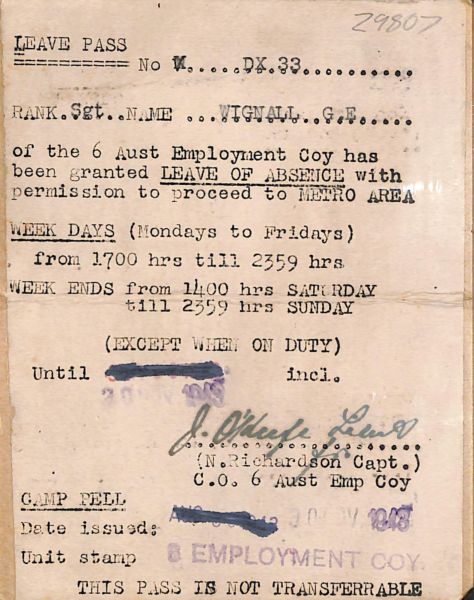 29807
LEAVE PASS
========== No V.....DX.33............
RANK.Sgt..NAME ...WIGNALL..G.E....
of the 6 Aust Employment Coy has
been granted LEAVE OF ABSENCE with
permission to proceed to METRO AREA
WEEK DAYS (Mondays to Fridays)
from 1700 hrs till 2359 hrs
WEEK ENDS from 1400 hrs SATURDAY
till 2359 hrs SUNDAY
(EXCEPT WHEN ON DUTY)
Until incl.
1943
J. O'Keefe Lieut
(N.Richardson Capt.)
C.O. 6 Aust Emp Coy
CAMP PELL
Date issued: 30 1943
Unit stamp 6 EMPLOYMENT COY.
THIS PASS IS NOT TRANSFERRABLE